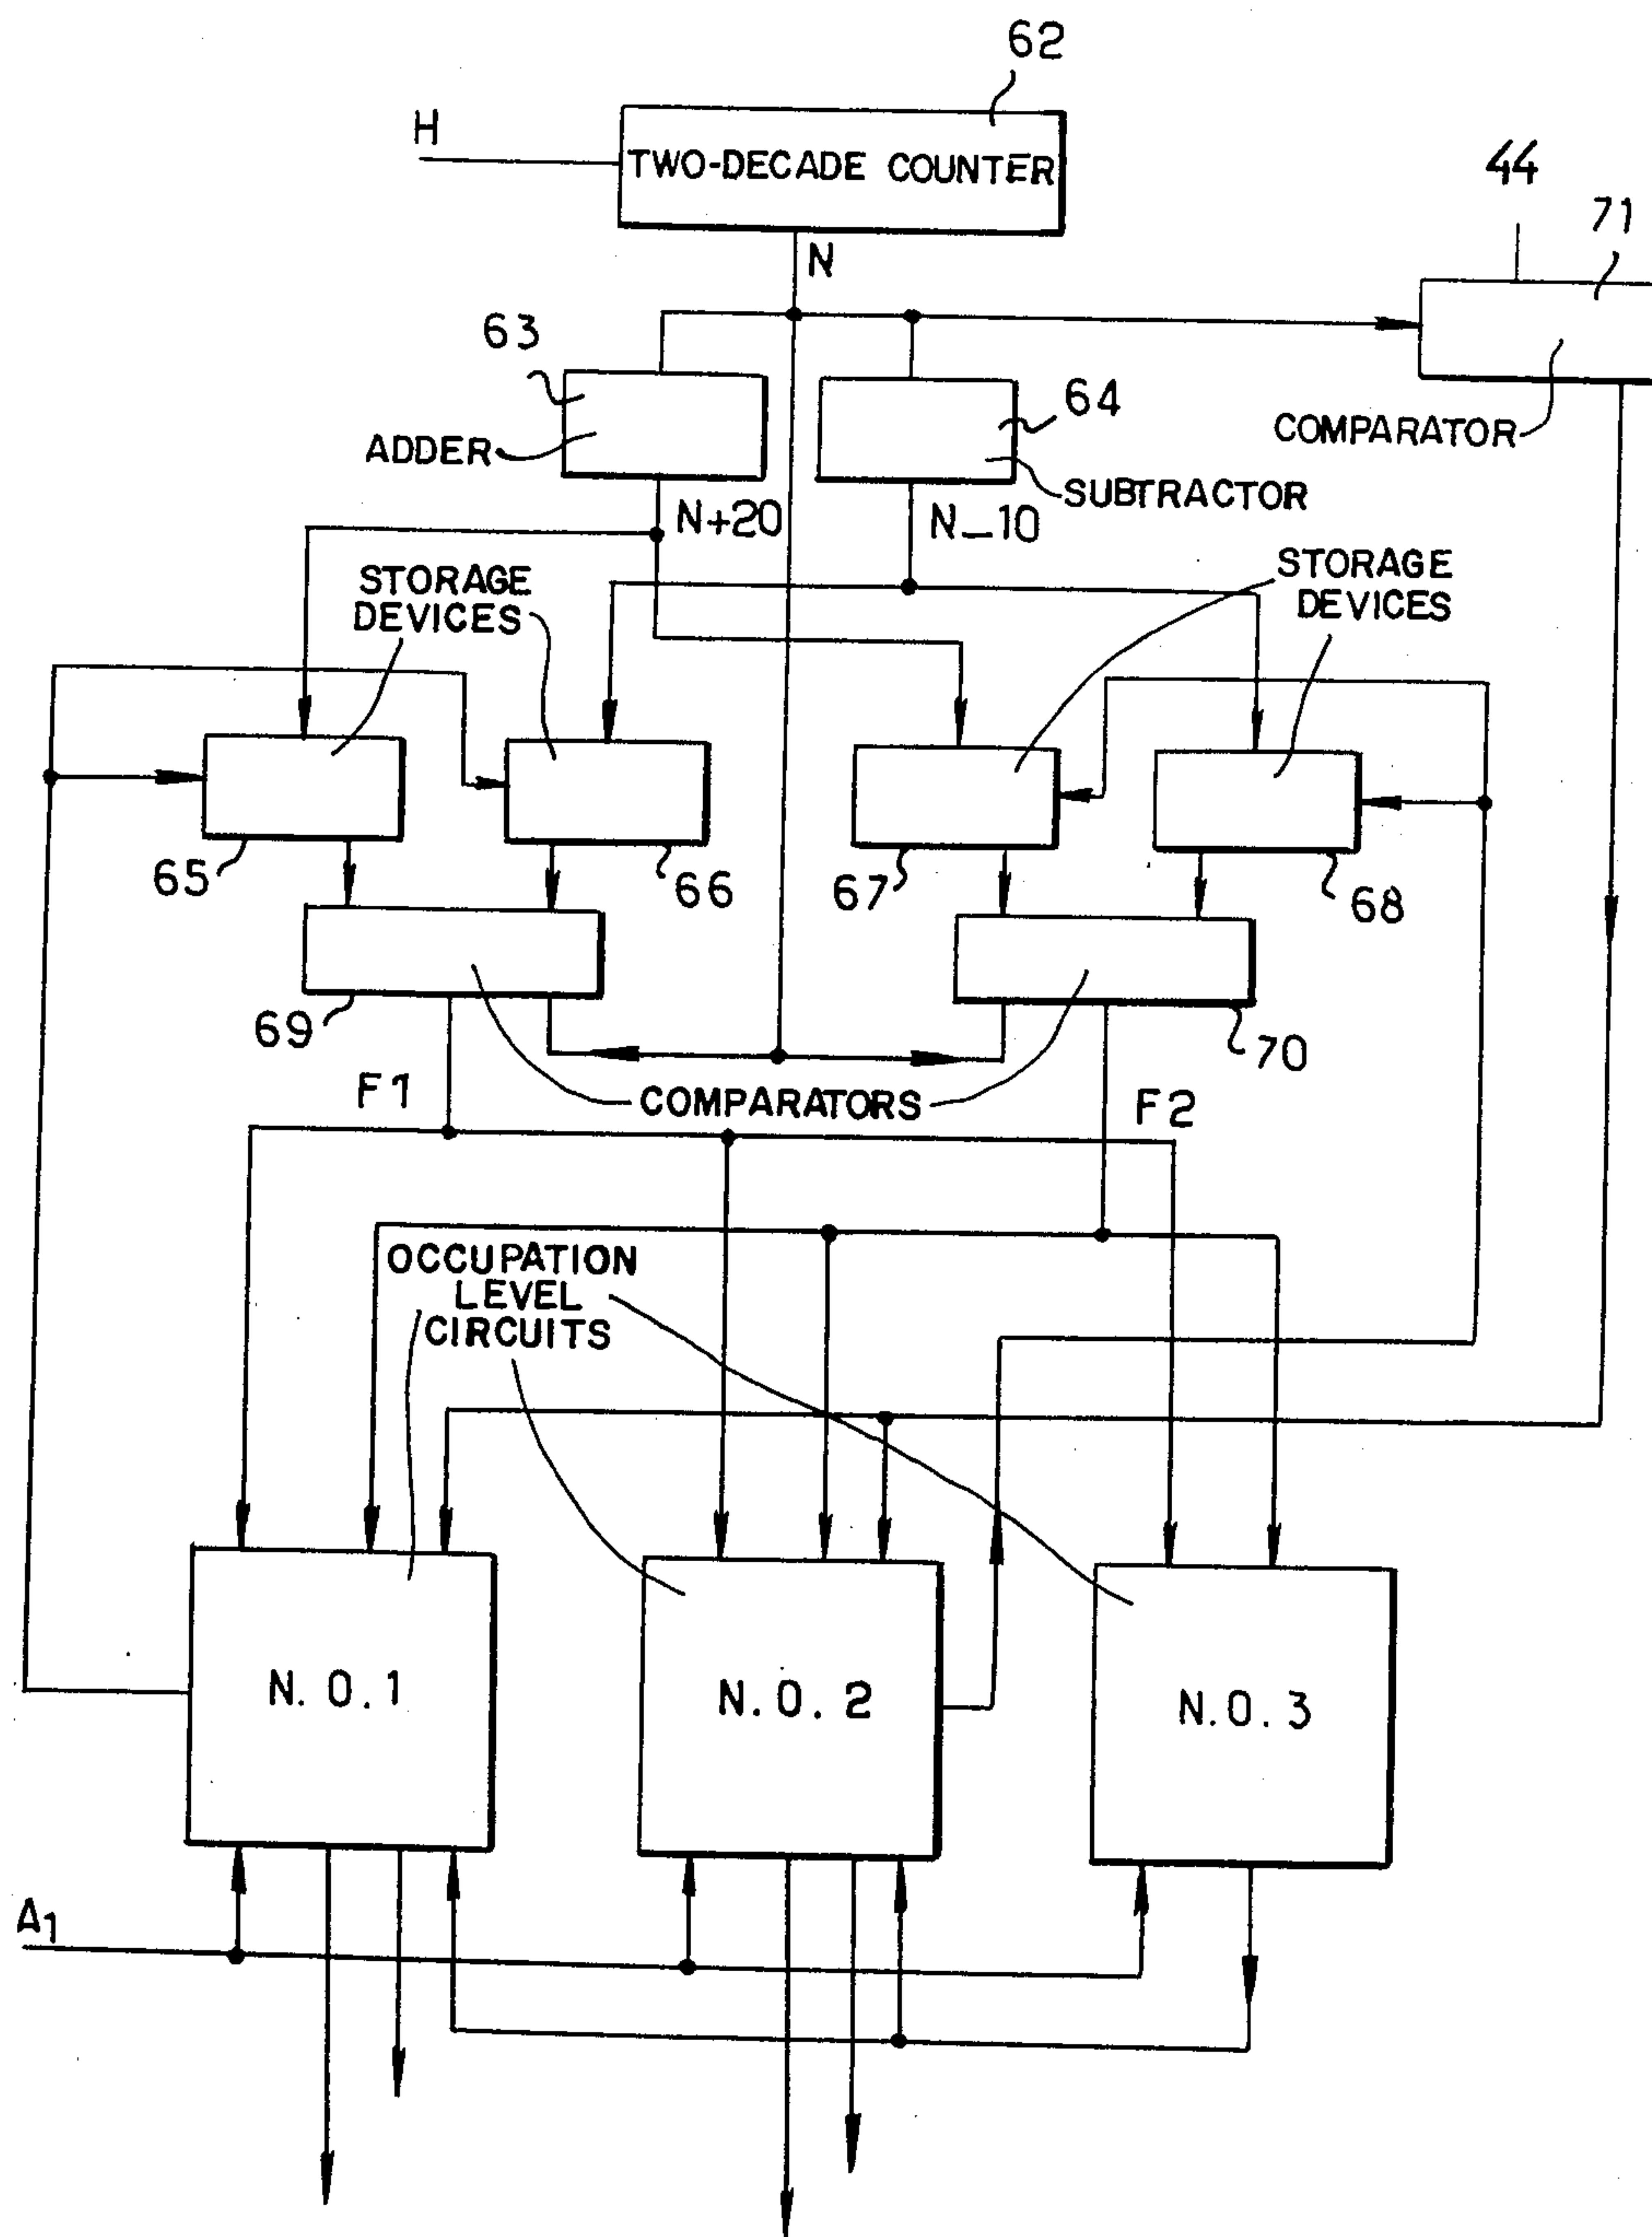 62
H
TWO-DECADE COUNTER
44
71
N
63
64
ADDER
COMPARATOR
SUBTRACTOR
N+20
N-10
STORAGE
DEVICES
STORAGE
DEVICES
65
66
67
68
69
70
F1
COMPARATORS
F2
OCCUPATION
LEVEL
CIRCUITS
N.O.1
N.O.2
N.O.3
A1